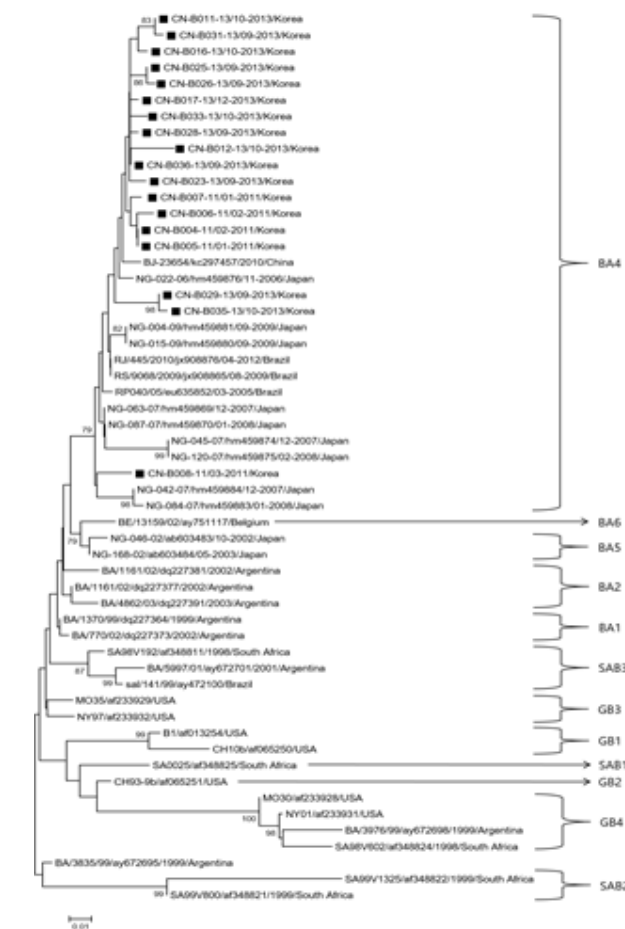 83
CN-B011-13/10-2013/Korea
CN-B031-13/09-2013/Korea
CN-B016-13/10-2013/Korea
CN-B025-13/09-2013/Korea
86
CN-B026-13/09-2013/Korea
CN-B017-13/12-2013/Korea
CN-B033-13/10-2013/Korea
CN-B028-13/09-2013/Korea
CN-B012-13/10-2013/Korea
CN-B036-13/09-2013/Korea
CN-B023-13/09-2013/Korea
CN-B007-11/01-2011/Korea
CN-B006-11/02-2011/Korea
CN-B004-11/02-2011/Korea
CN-B005-11/01-2011/Korea
BJ-23654/kc297457/2010/China
BA4
NG-022-06/hm459876/11-2006/Japan
CN-B029-13/09-2013/Korea
98
CN-B035-13/10-2013/Korea
82
NG-004-09/hm459881/09-2009/Japan
NG-015-09/hm459880/09-2009/Japan
RJ/445/2010/jx908876/04-2012/Brazil
RS/9068/2009/jx908865/08-2009/Brazil
RP040/05/eu635852/03-2005/Brazil
NG-063-07/hm459869/12-2007/Japan
NG-087-07/hm459870/01-2008/Japan
79
NG-045-07/hm459874/12-2007/Japan
99
NG-120-07/hm459875/02-2008/Japan
CN-B008-11/03-2011/Korea
NG-042-07/hm459884/12-2007/Japan
98
NG-084-07/hm459883/01-2008/Japan
BE/13159/02/ay751117/Belgium
BA6
79
NG-046-02/ab603483/10-2002/Japan
BA5
NG-168-02/ab603484/05-2003/Japan
BA/1161/02/dq227381/2002/Argentina
BA/1161/02/dq227377/2002/Argentina
BA2
BA/4862/03/dq227391/2003/Argentina
BA/1370/99/dq227364/1999/Argentina
BA1
BA/770/02/dq227373/2002/Argentina
SA98V192/af348811/1998/South Africa
87
BA/5997/01/ay672701/2001/Argentina
SAB3
99
sal/141/99/ay472100/Brazil
MO35/af233929/USA
GB3
NY97/af233932/USA
99
B1/af013254/USA
GB1
CH10b/af065250/USA
SA0025/af348825/South Africa
SAB1
CH93-9b/af065251/USA
GB2
MO30/af233928/USA
100
NY01/af233931/USA
GB4
98
BA/3976/99/ay672698/1999/Argentina
SA98V602/af348824/1998/South Africa
BA/3835/99/ay672695/1999/Argentina
SA99V1325/af348822/1999/South Africa
SAB2
99
SA99V800/af348821/1999/South Africa
0.01